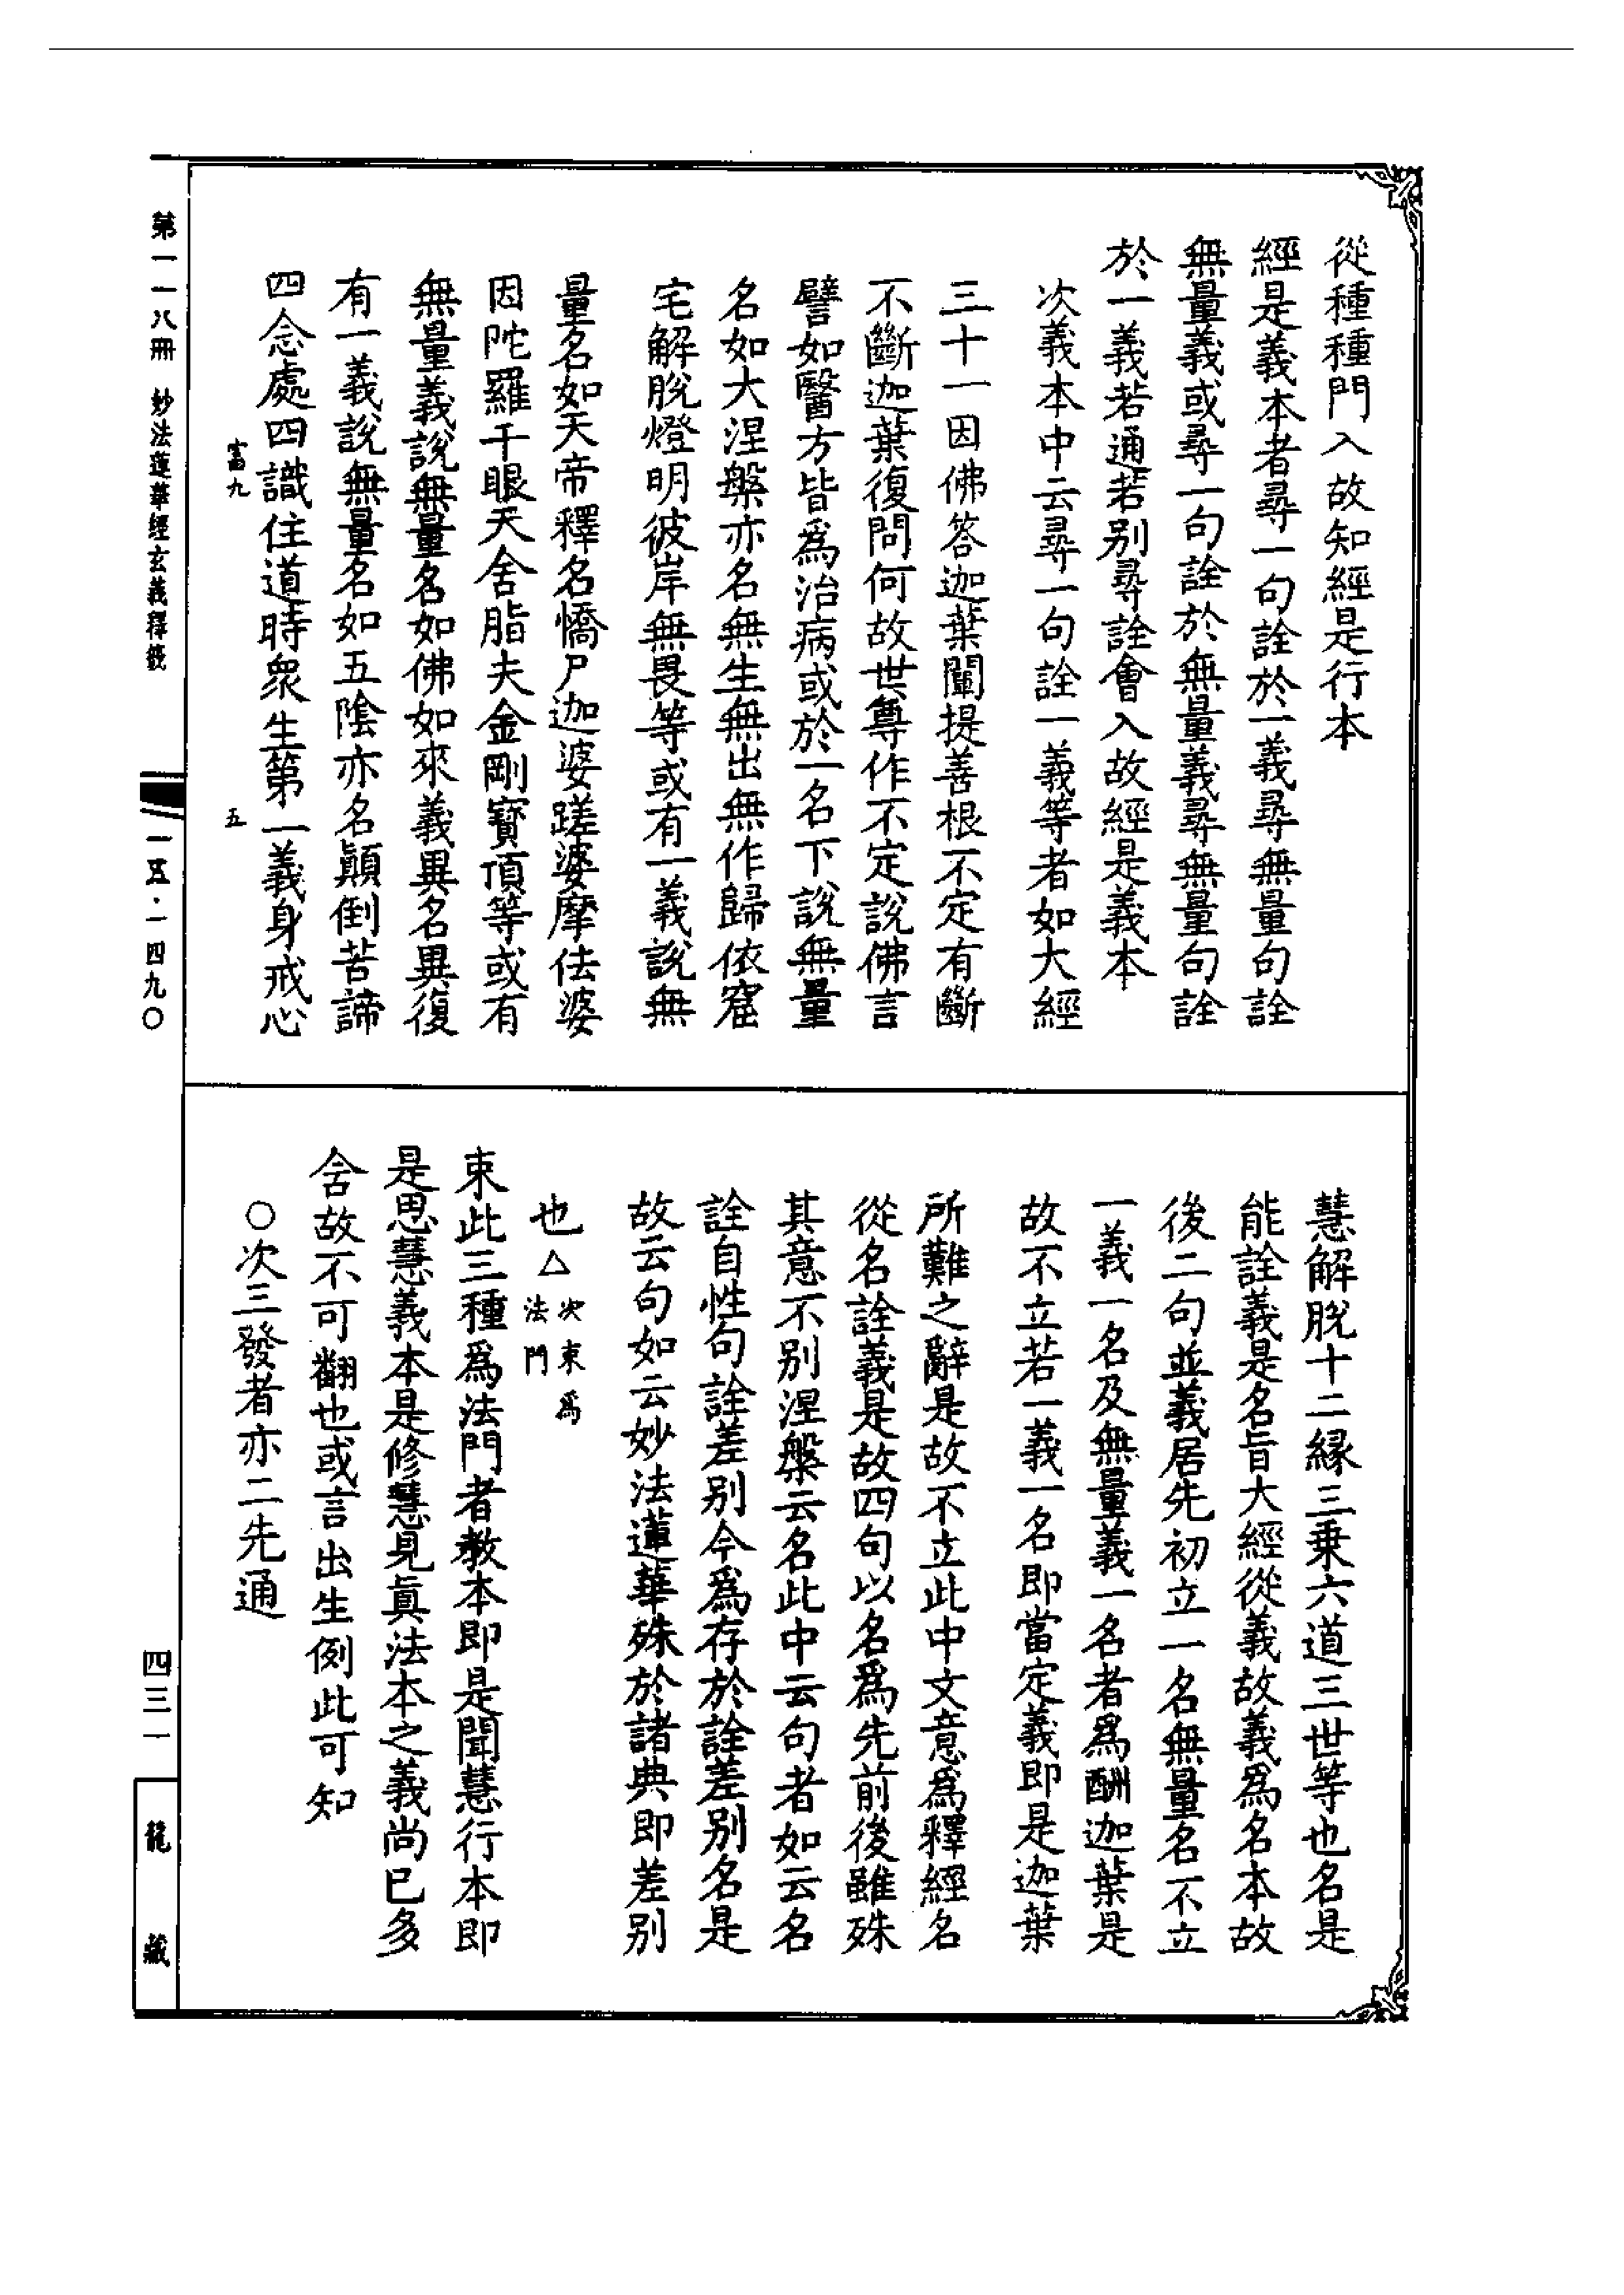 從種種門入故知經是行本
經是義本者尋一句詮於一義尋無量句詮
無量義或尋一句詮於無量義尋無量句詮
於一義若通若别尋詮會入故經是義本
次義本中云尋一句詮一義等者如大經
三十一因佛答迦葉闡提善根不定有斷
不斷迦葉復問何故世尊作不定說佛言
譬如醫方皆爲治病或於一名下說無量
名如大涅槃亦名無生無出無作歸依窟
宅解脫燈明彼岸無畏等或有一義說無
量名如天帝釋名憍尸迦婆蹉婆摩佉婆
因陀羅千眼天舍脂夫金剛寶頂等或有
無量義說無量名如佛如來義異名異復
有一義說無量名如五陰亦名顛倒苦諦
四念處四識住道時衆生第一義身戒心
富九
五
第一一八冊 妙法蓮華經玄義釋籤
一五·一四九〇
慧解脫十二緣三乘六道三世等也名是
能詮義是名旨大經從義故義爲名本故
後二句並義居先初立一名無量名不立
一義一名及無量義一名者爲酬迦葉是
故不立若一義一名即當定義即是迦葉
所難之辭是故不立此中文意爲釋經名
從名詮義是故四句以名爲先前後雖殊
其意不别涅槃云名此中云句者如云名
詮自性句詮差别今爲存於詮差别名是
故云句如云妙法蓮華殊於諸典即差别
也△次束爲
法門
束此三種爲法門者教本即是聞慧行本即
是思慧義本是修慧見眞法本之義尚已多
含故不可翻也或言出生例此可知
○次三發者亦二先通
四三一
龍藏